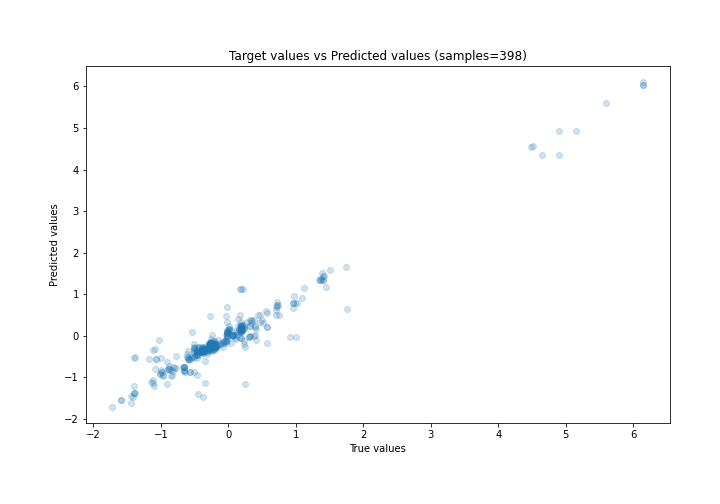 Target values vs Predicted values (samples=398)
6
5
4
3
2
1
0
−1
−2
Predicted values
−2 −1 0 1 2 3 4 5 6
True values